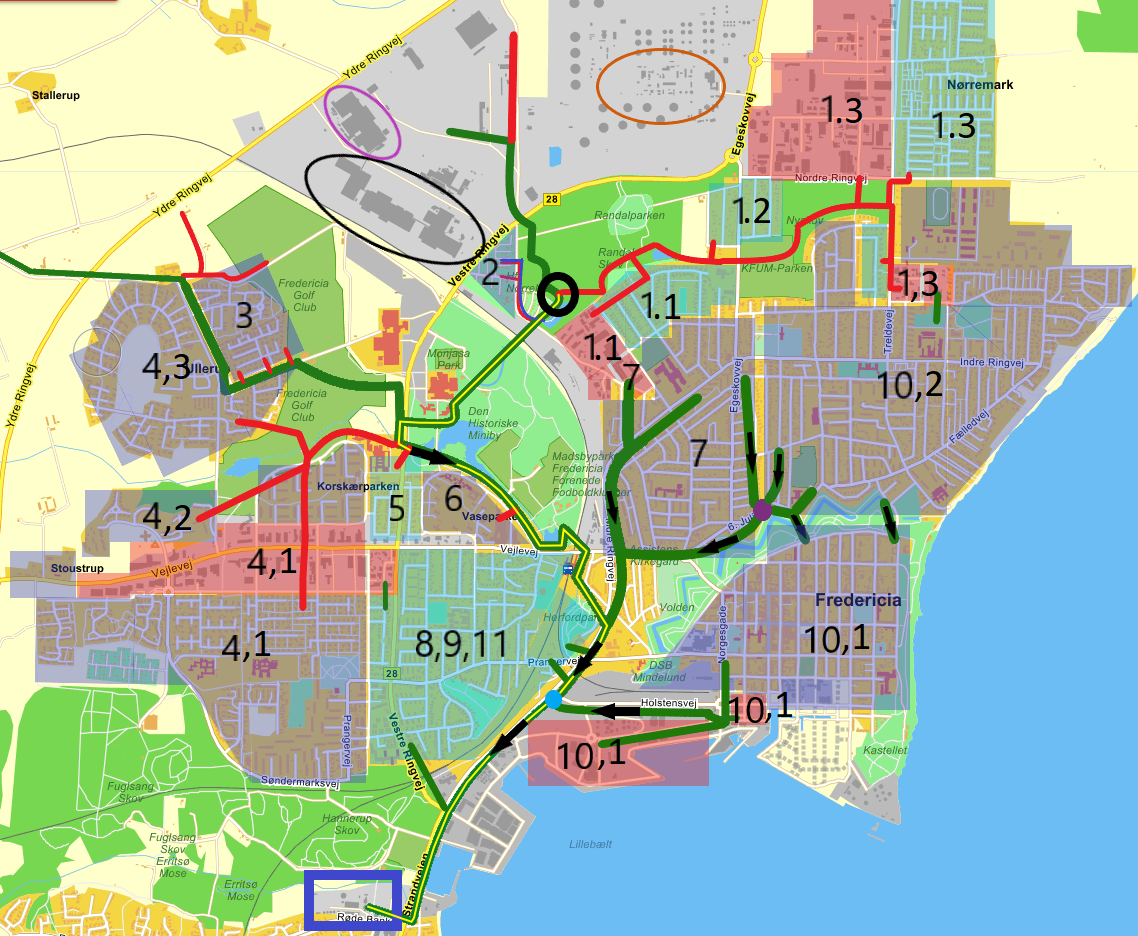 Ydre Ringvej
Stallerup
Egeskovvej
1.3
Nørremark
1.3
Nordre Ringvej
Ydre Ringvej
28
1.2
Randalparken
Vestre Ringvej
2
KFUM-Parken
1.1
1,3
Fredericia
Golf
Club
3
4,3
1.1
Treldevej
Indre Ringvej
Monjasa
Park
7
Egeskovvej
10,2
Ydre Ringvej
Fredericia
Golf
Club
Den
Historiske
Miniby
Fælledvej
7
Madsbyparken
Fredericia
Forenede
Fodboldklubber
Korskærparken
4,2
5
6
Vejlevej
Stoustrup
Vejlevej
4,1
Assistens
Kirkegård
Volden
Fredericia
4,1
8,9,11
10,1
Norgesgade
DSB
Mindelund
28
Holstensvej
10,1
Prangervej
Vestre Ringvej
10,1
Kastellet
Søndermarksvej
Fuglsang
Skov
Hannerup
Skov
Fuglsang
Skov
Erritsø
Mose
Lillebælt
Erritsø
Mose
Strandvejen
Røde Bank